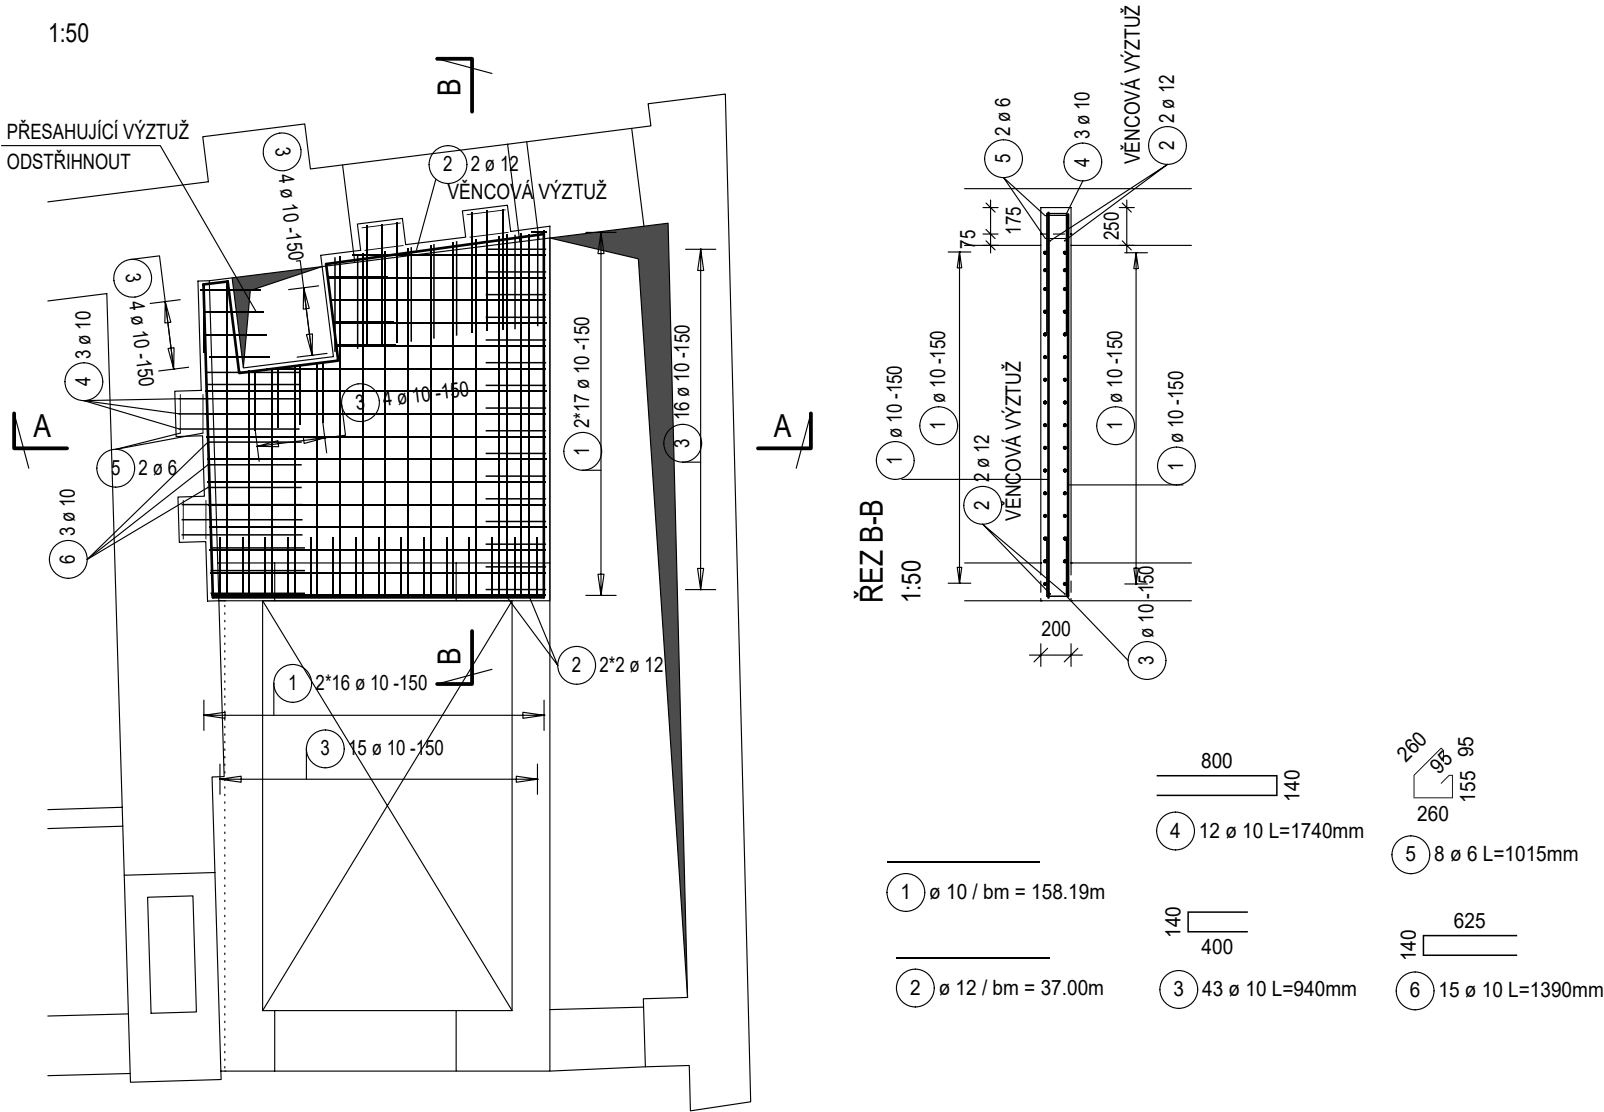 1:50
B
PŘESAHUJÍCÍ VÝZTUŽ
ODSTŘIHNOUT
3 4 ø 10 -150
2 2 ø 12
VĚNCOVÁ VÝZTUŽ
3 4 ø 10 -150
4 3 ø 10
3 4 ø 10 -150
A
5 2 ø 6
6 3 ø 10
1 2*17 ø 10 -150
3 16 ø 10 -150
A
B
2 2*2 ø 12
1 2*16 ø 10 -150
3 15 ø 10 -150
5 2 ø 6
4 3 ø 10
VĚNCOVÁ VÝZTUŽ
2 2 ø 12
75
175
250
1 ø 10 -150
1 ø 10 -150
2 2 ø 12
VĚNCOVÁ VÝZTUŽ
1 ø 10 -150
1 ø 10 -150
ŘEZ B-B
1:50
200
3 ø 10 -150
800
140
4 12 ø 10 L=1740mm
260
95
95
155
260
5 8 ø 6 L=1015mm
1 ø 10 / bm = 158.19m
140
400
3 43 ø 10 L=940mm
625
140
6 15 ø 10 L=1390mm
2 ø 12 / bm = 37.00m